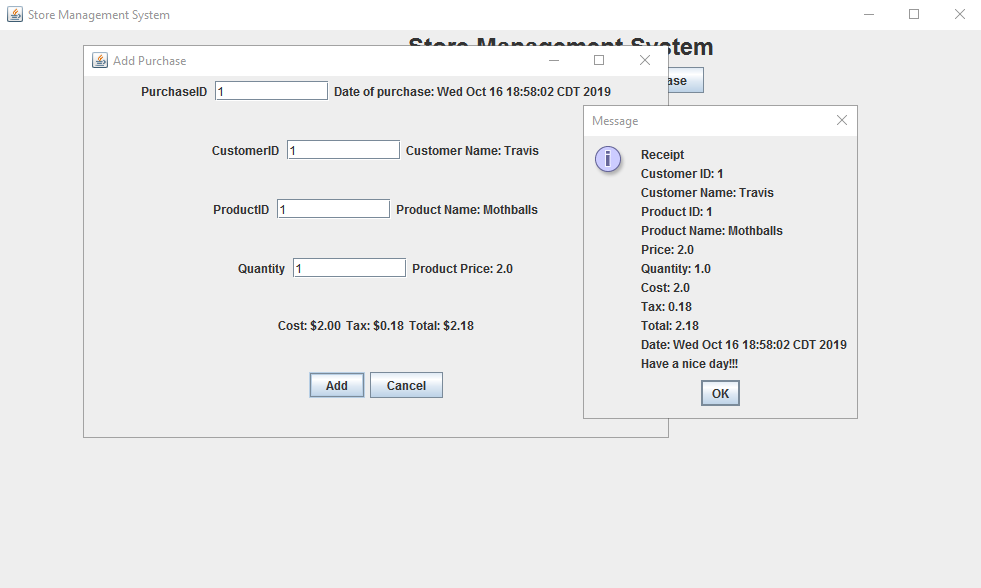 Store Management System
Store Management System
Add Purchase
PurchaseID 1 Date of purchase: Wed Oct 16 18:58:02 CDT 2019
CustomerID 1 Customer Name: Travis
ProductID 1 Product Name: Mothballs
Quantity 1 Product Price: 2.0
Cost: $2.00 Tax: $0.18 Total: $2.18
Add Cancel
Message
Receipt
Customer ID: 1
Customer Name: Travis
Product ID: 1
Product Name: Mothballs
Price: 2.0
Quantity: 1.0
Cost: 2.0
Tax: 0.18
Total: 2.18
Date: Wed Oct 16 18:58:02 CDT 2019
Have a nice day!!!
OK